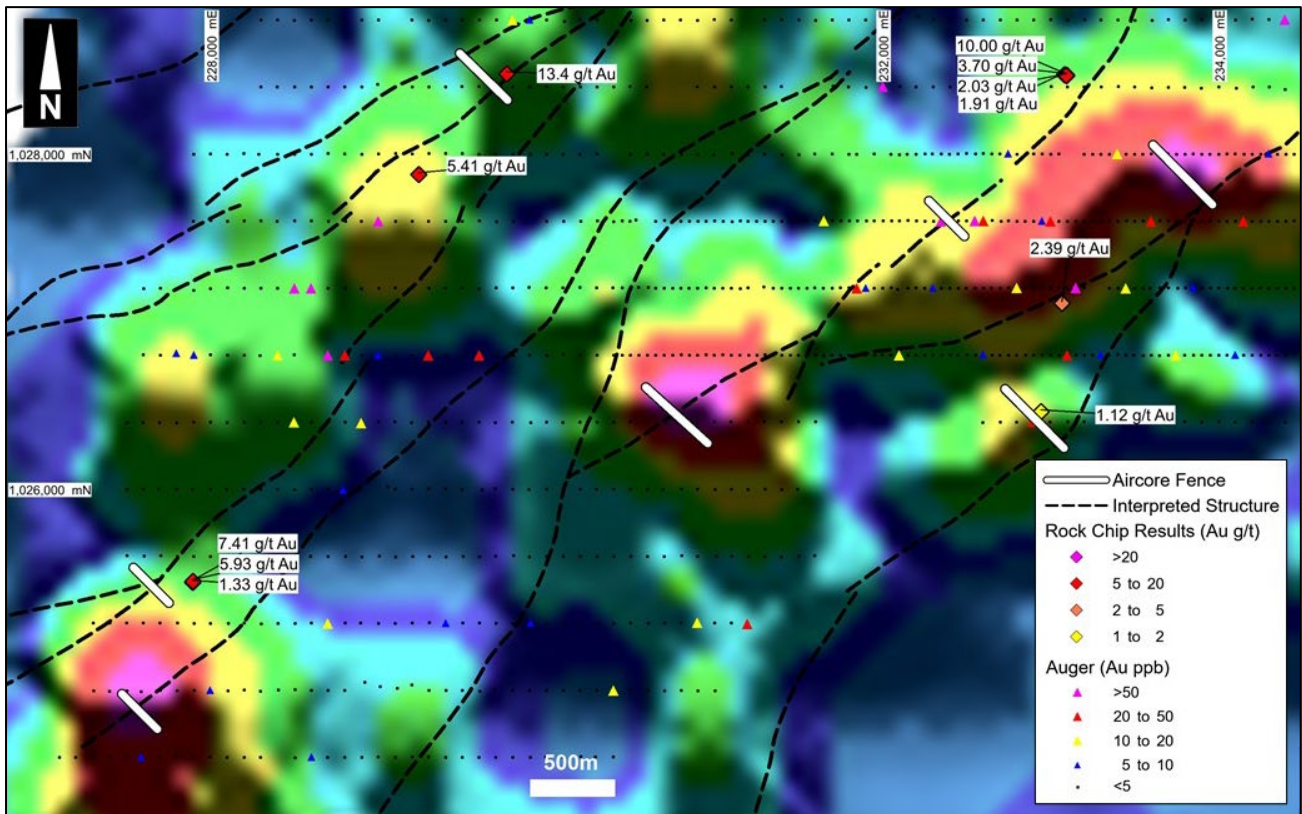 228,000 mE
232,000 mE
234,000 mE
N
13.4 g/t Au
10.00 g/t Au
3.70 g/t Au
2.03 g/t Au
1.91 g/t Au
1,028,000 mN
5.41 g/t Au
2.39 g/t Au
1.12 g/t Au
1,026,000 mN
7.41 g/t Au
5.93 g/t Au
1.33 g/t Au
500m
Aircore Fence
Interpreted Structure
Rock Chip Results (Au g/t)
>20
5 to 20
2 to 5
1 to 2
Auger (Au ppb)
>50
20 to 50
10 to 20
5 to 10
<5